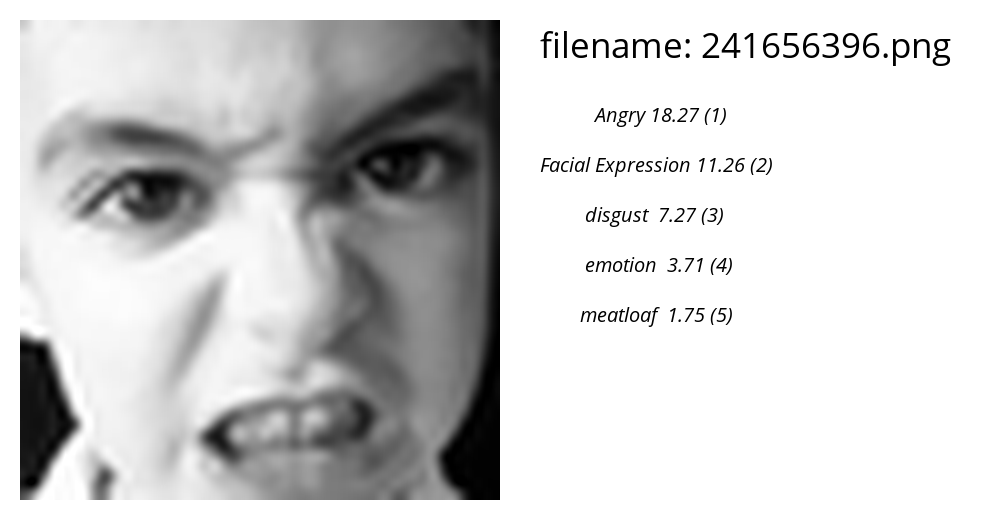 filename: 241656396.png
Angry 18.27 (1)
Facial Expression 11.26 (2)
disgust 7.27 (3)
emotion 3.71 (4)
meatloaf 1.75 (5)